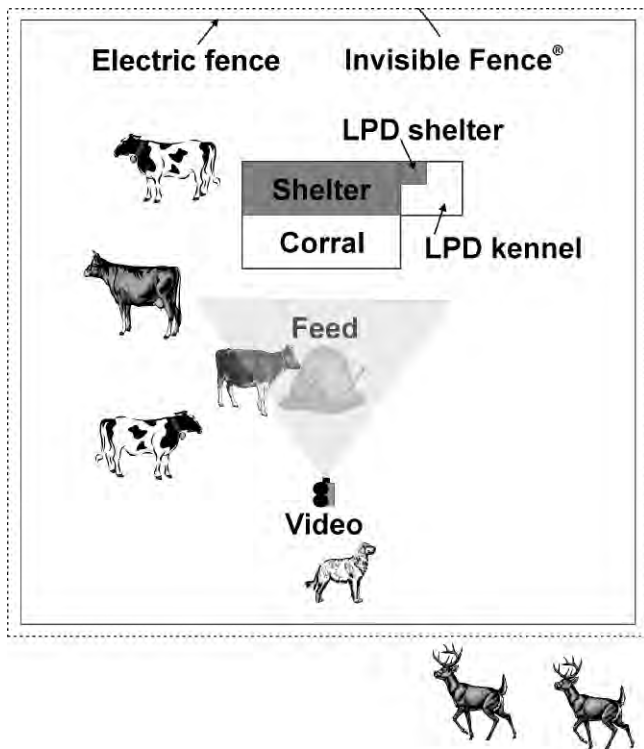 Electric fence
Invisible Fence®
LPD shelter
Shelter
Corral
LPD kennel
Feed
Video